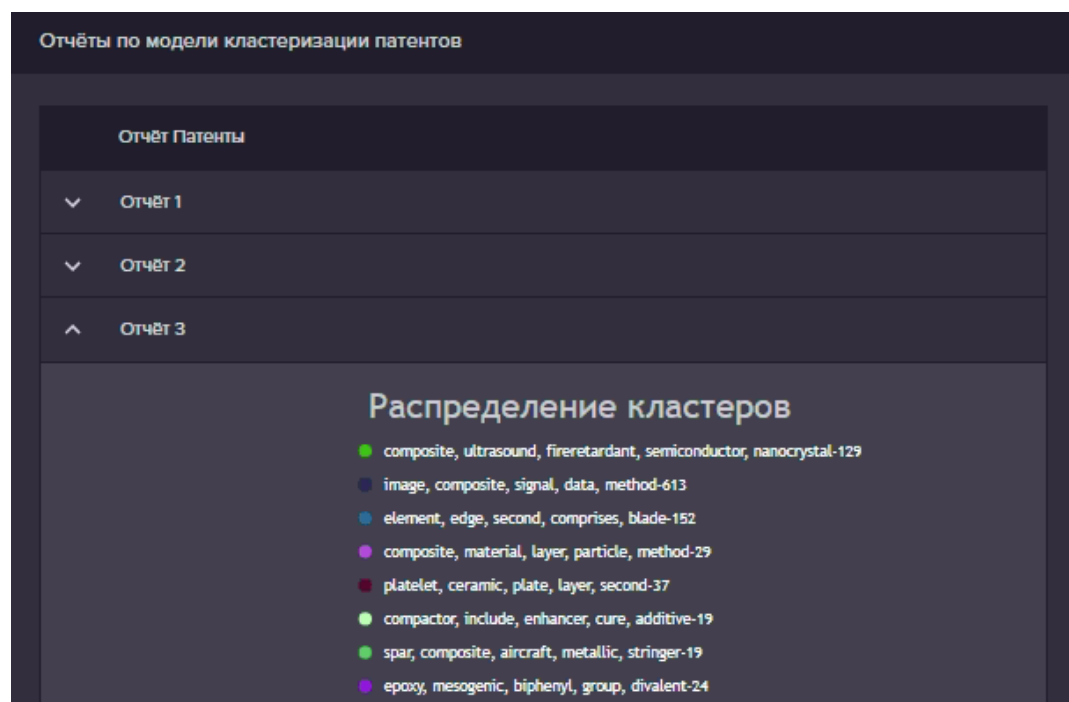 Отчёты по модели кластеризации патентов
Отчёт Патенты
Отчёт 1
Отчёт 2
Отчёт 3
Распределение кластеров
composite, ultrasound, fireretardant, semiconductor, nanocrystal-129
image, composite, signal, data, method-613
element, edge, second, comprises, blade-152
composite, material, layer, particle, method-29
platelet, ceramic, plate, layer, second-37
compactor, include, enhancer, cure, additive-19
spar, composite, aircraft, metallic, stringer-19
epoxy, mesogenic, biphenyl, group, divalent-24